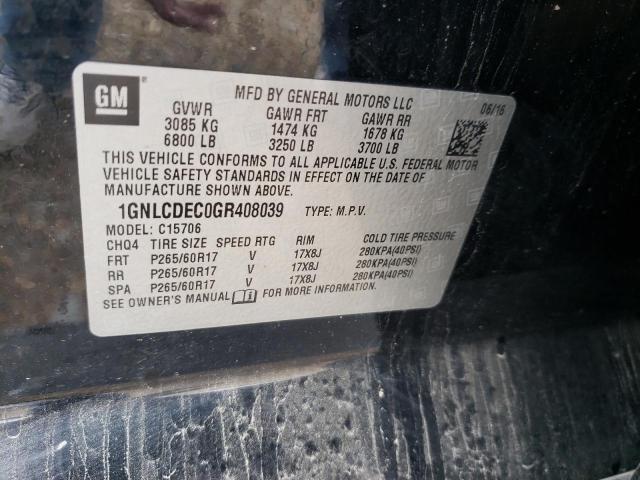 GM
MFD BY GENERAL MOTORS LLC
06/16
GVWR GAWR FRT GAWR RR
3085 KG 1474 KG 1678 KG
6800 LB 3250 LB 3700 LB
THIS VEHICLE CONFORMS TO ALL APPLICABLE U.S. FEDERAL MOTOR
VEHICLE SAFETY STANDARDS IN EFFECT ON THE DATE OF
MANUFACTURE SHOWN ABOVE.
1GNLCDEC0GR408039 TYPE: M.P.V.
MODEL: C15706
CHQ4 TIRE SIZE SPEED RTG RIM COLD TIRE PRESSURE
FRT P265/60R17 V 17X8J 280KPA(40PSI)
RR P265/60R17 V 17X8J 280KPA(40PSI)
SPA P265/60R17 V 17X8J 280KPA(40PSI)
SEE OWNER'S MANUAL FOR MORE INFORMATION.